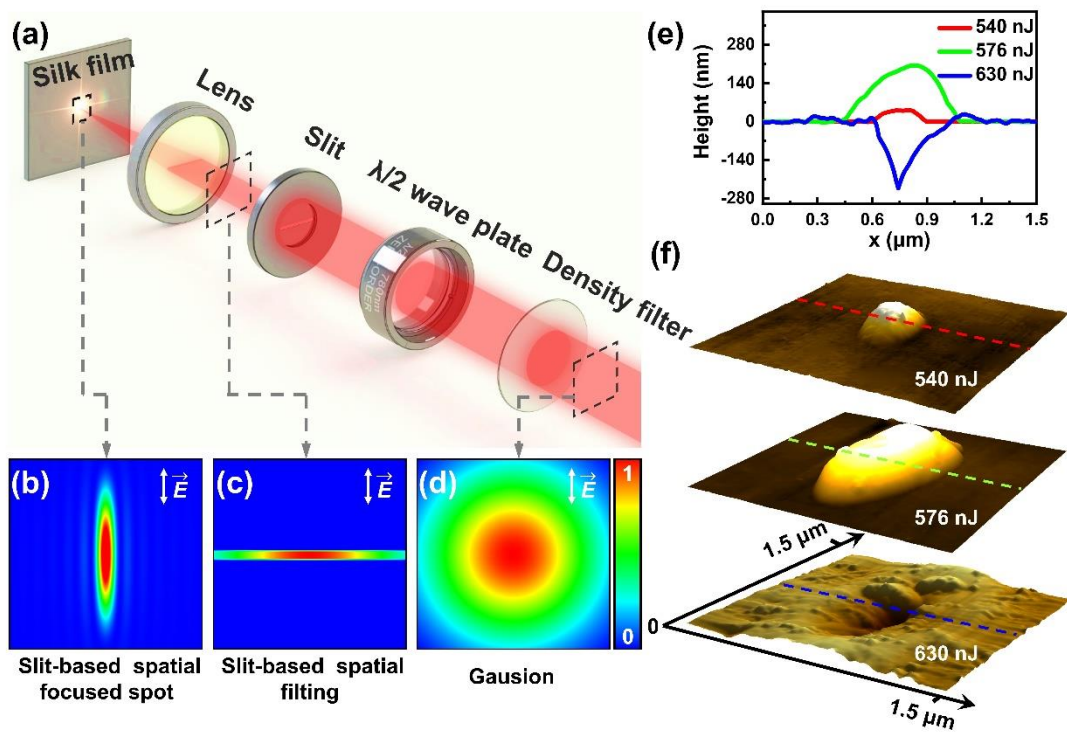 (a)
Silk film
Lens
Slit
λ/2 wave plate
Density filter
780nm
ORDER
(b)
E
(c)
E
(d)
E
1
0
Slit-based spatial
focused spot
Slit-based spatial
filting
Gausion
(e)
540 nJ
576 nJ
630 nJ
Height (nm)
280
140
0
-140
-280
0.0
0.3
0.6
0.9
1.2
1.5
x (μm)
(f)
540 nJ
576 nJ
1.5 μm
0
630 nJ
1.5 μm